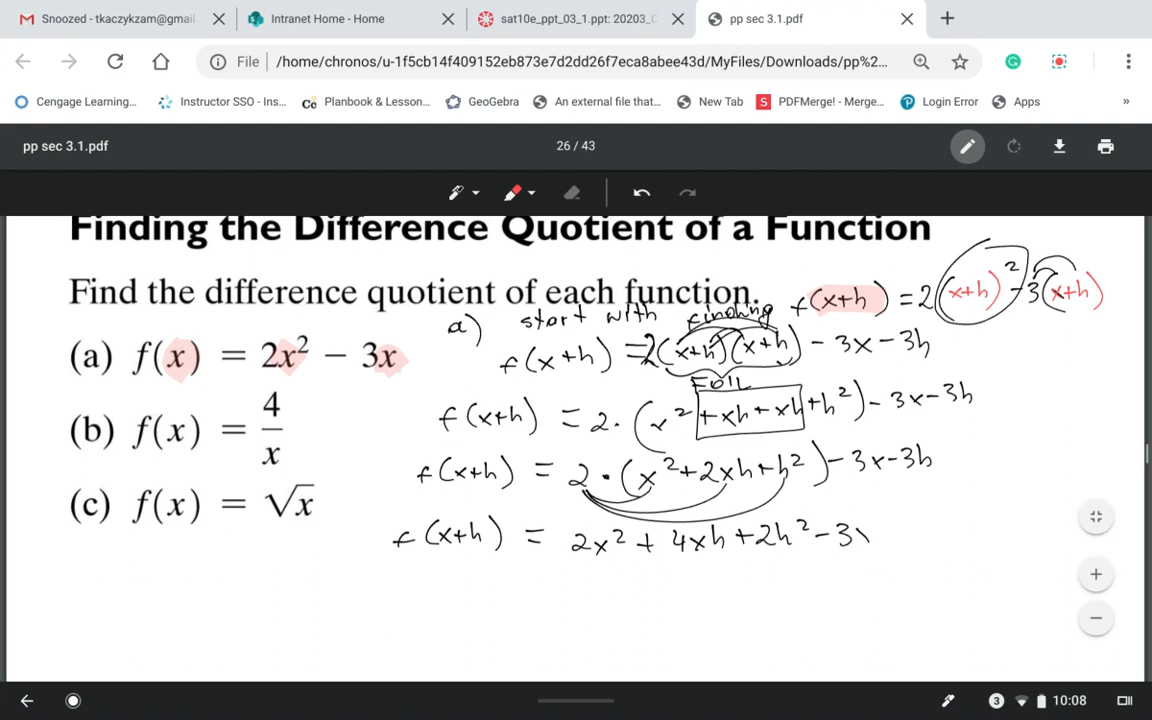 Snoozed - tkaczykzam@gmail
Intranet Home - Home
sat10e_ppt_03_1.ppt: 20203_C
pp sec 3.1.pdf
File | /home/chronos/u-1f5cb14f409152eb873e7d2dd26f7eca8abee43d/MyFiles/Downloads/pp%2...
Cengage Learning...
Instructor SSO - Ins...
Cc Planbook & Lesson...
GeoGebra
An external file that...
New Tab
S PDFMerge! - Merge...
Login Error
Apps
»
pp sec 3.1.pdf
26 / 43
Finding the Difference Quotient of a Function
Find the difference quotient of each function.
f(x+h) = 2(x+h)² - 3(x+h)
a) start with finding
(a) f(x) = 2x² − 3x
f(x+h) = 2(x+h)(x+h) - 3x - 3h
FOIL
(b) f(x) = 4/x
f(x+h) = 2·(x² + xh + xh + h²) - 3x - 3h
f(x+h) = 2·(x² + 2xh + h²) - 3x - 3h
(c) f(x) = √x
f(x+h) = 2x² + 4xh + 2h² - 3
3
10:08